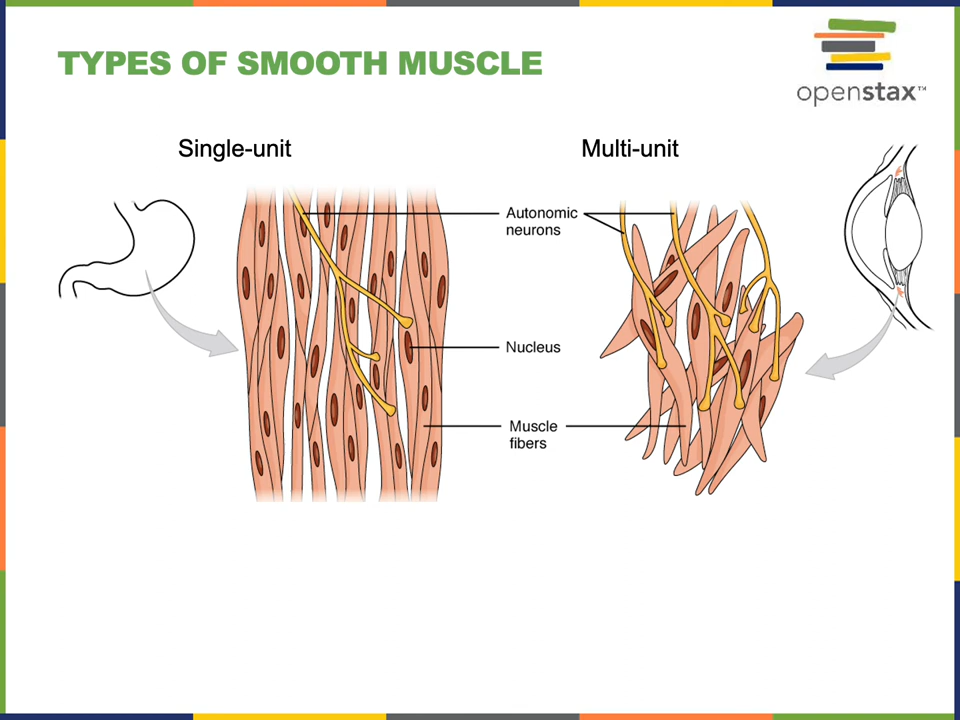 TYPES OF SMOOTH MUSCLE
openstax™
Single-unit
Multi-unit
Autonomic
neurons
Nucleus
Muscle
fibers